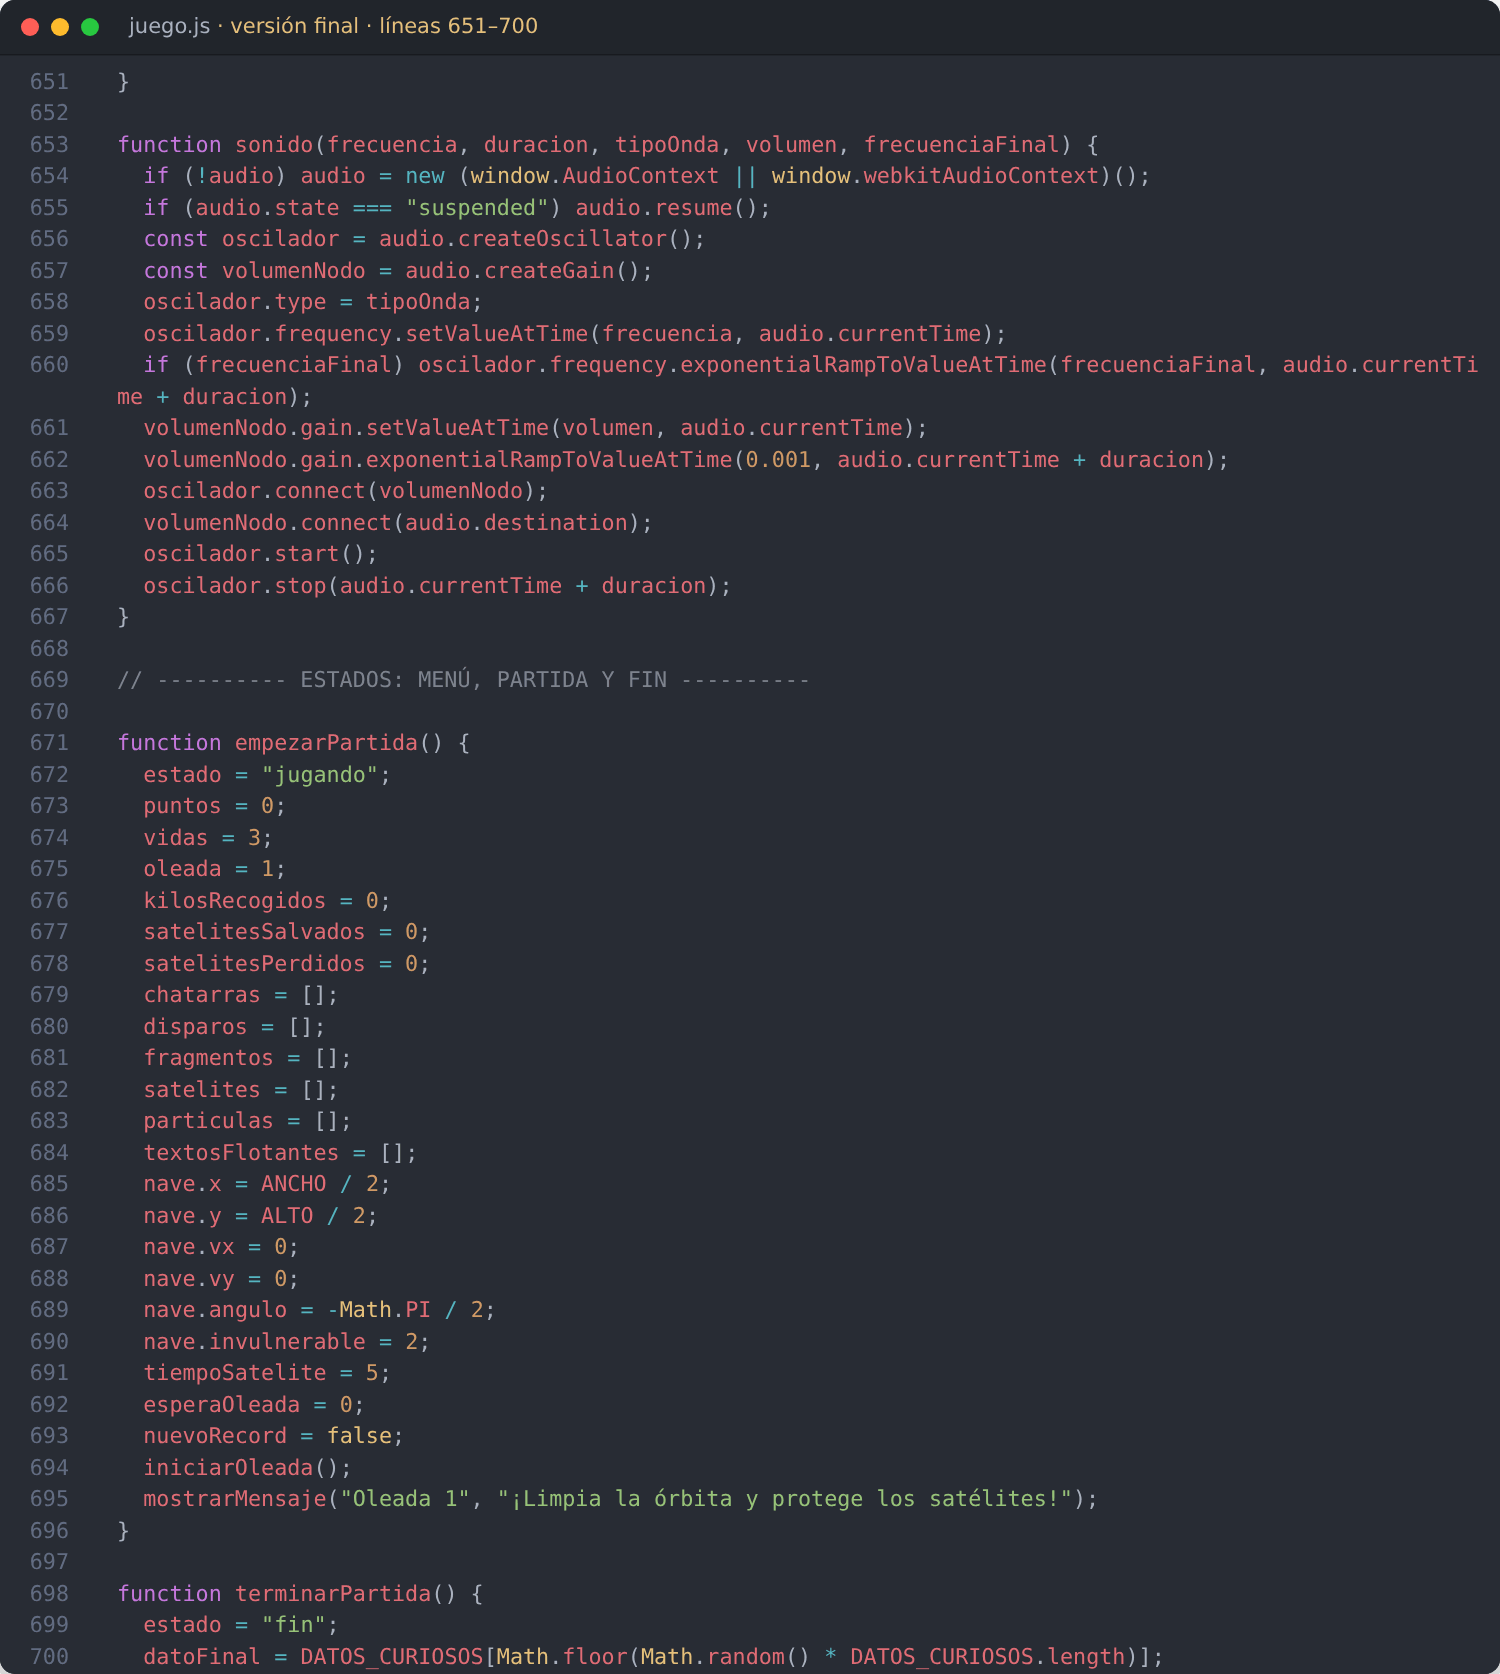 juego.js · versión final · líneas 651–700
651 }
652
653 function sonido(frecuencia, duracion, tipoOnda, volumen, frecuenciaFinal) {
654   if (!audio) audio = new (window.AudioContext || window.webkitAudioContext)();
655   if (audio.state === "suspended") audio.resume();
656   const oscilador = audio.createOscillator();
657   const volumenNodo = audio.createGain();
658   oscilador.type = tipoOnda;
659   oscilador.frequency.setValueAtTime(frecuencia, audio.currentTime);
660   if (frecuenciaFinal) oscilador.frequency.exponentialRampToValueAtTime(frecuenciaFinal, audio.currentTi
me + duracion);
661   volumenNodo.gain.setValueAtTime(volumen, audio.currentTime);
662   volumenNodo.gain.exponentialRampToValueAtTime(0.001, audio.currentTime + duracion);
663   oscilador.connect(volumenNodo);
664   volumenNodo.connect(audio.destination);
665   oscilador.start();
666   oscilador.stop(audio.currentTime + duracion);
667 }
668
669 // ---------- ESTADOS: MENÚ, PARTIDA Y FIN ----------
670
671 function empezarPartida() {
672   estado = "jugando";
673   puntos = 0;
674   vidas = 3;
675   oleada = 1;
676   kilosRecogidos = 0;
677   satelitesSalvados = 0;
678   satelitesPerdidos = 0;
679   chatarras = [];
680   disparos = [];
681   fragmentos = [];
682   satelites = [];
683   particulas = [];
684   textosFlotantes = [];
685   nave.x = ANCHO / 2;
686   nave.y = ALTO / 2;
687   nave.vx = 0;
688   nave.vy = 0;
689   nave.angulo = -Math.PI / 2;
690   nave.invulnerable = 2;
691   tiempoSatelite = 5;
692   esperaOleada = 0;
693   nuevoRecord = false;
694   iniciarOleada();
695   mostrarMensaje("Oleada 1", "¡Limpia la órbita y protege los satélites!");
696 }
697
698 function terminarPartida() {
699   estado = "fin";
700   datoFinal = DATOS_CURIOSOS[Math.floor(Math.random() * DATOS_CURIOSOS.length)];